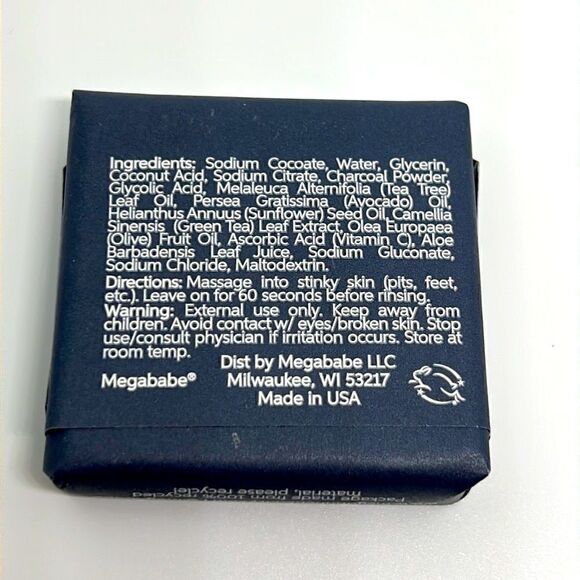 Ingredients: Sodium Cocoate, Water, Glycerin,
Coconut Acid, Sodium Citrate, Charcoal Powder,
Glycolic Acid, Melaleuca Alternifolia (Tea Tree)
Leaf Oil, Persea Gratissima (Avocado) Oil,
Helianthus Annuus (Sunflower) Seed Oil, Camellia
Sinensis (Green Tea) Leaf Extract, Olea Europaea
(Olive) Fruit Oil, Ascorbic Acid (Vitamin C), Aloe
Barbadensis Leaf Juice, Sodium Gluconate,
Sodium Chloride, Maltodextrin.
Directions: Massage into stinky skin (pits, feet,
etc.). Leave on for 60 seconds before rinsing.
Warning: External use only. Keep away from
children. Avoid contact w/ eyes/broken skin. Stop
use/consult physician if irritation occurs. Store at
room temp.
Dist by Megababe LLC
Megababe® Milwaukee, WI 53217
Made in USA
Package made from 100% recycled
material, please recycle!